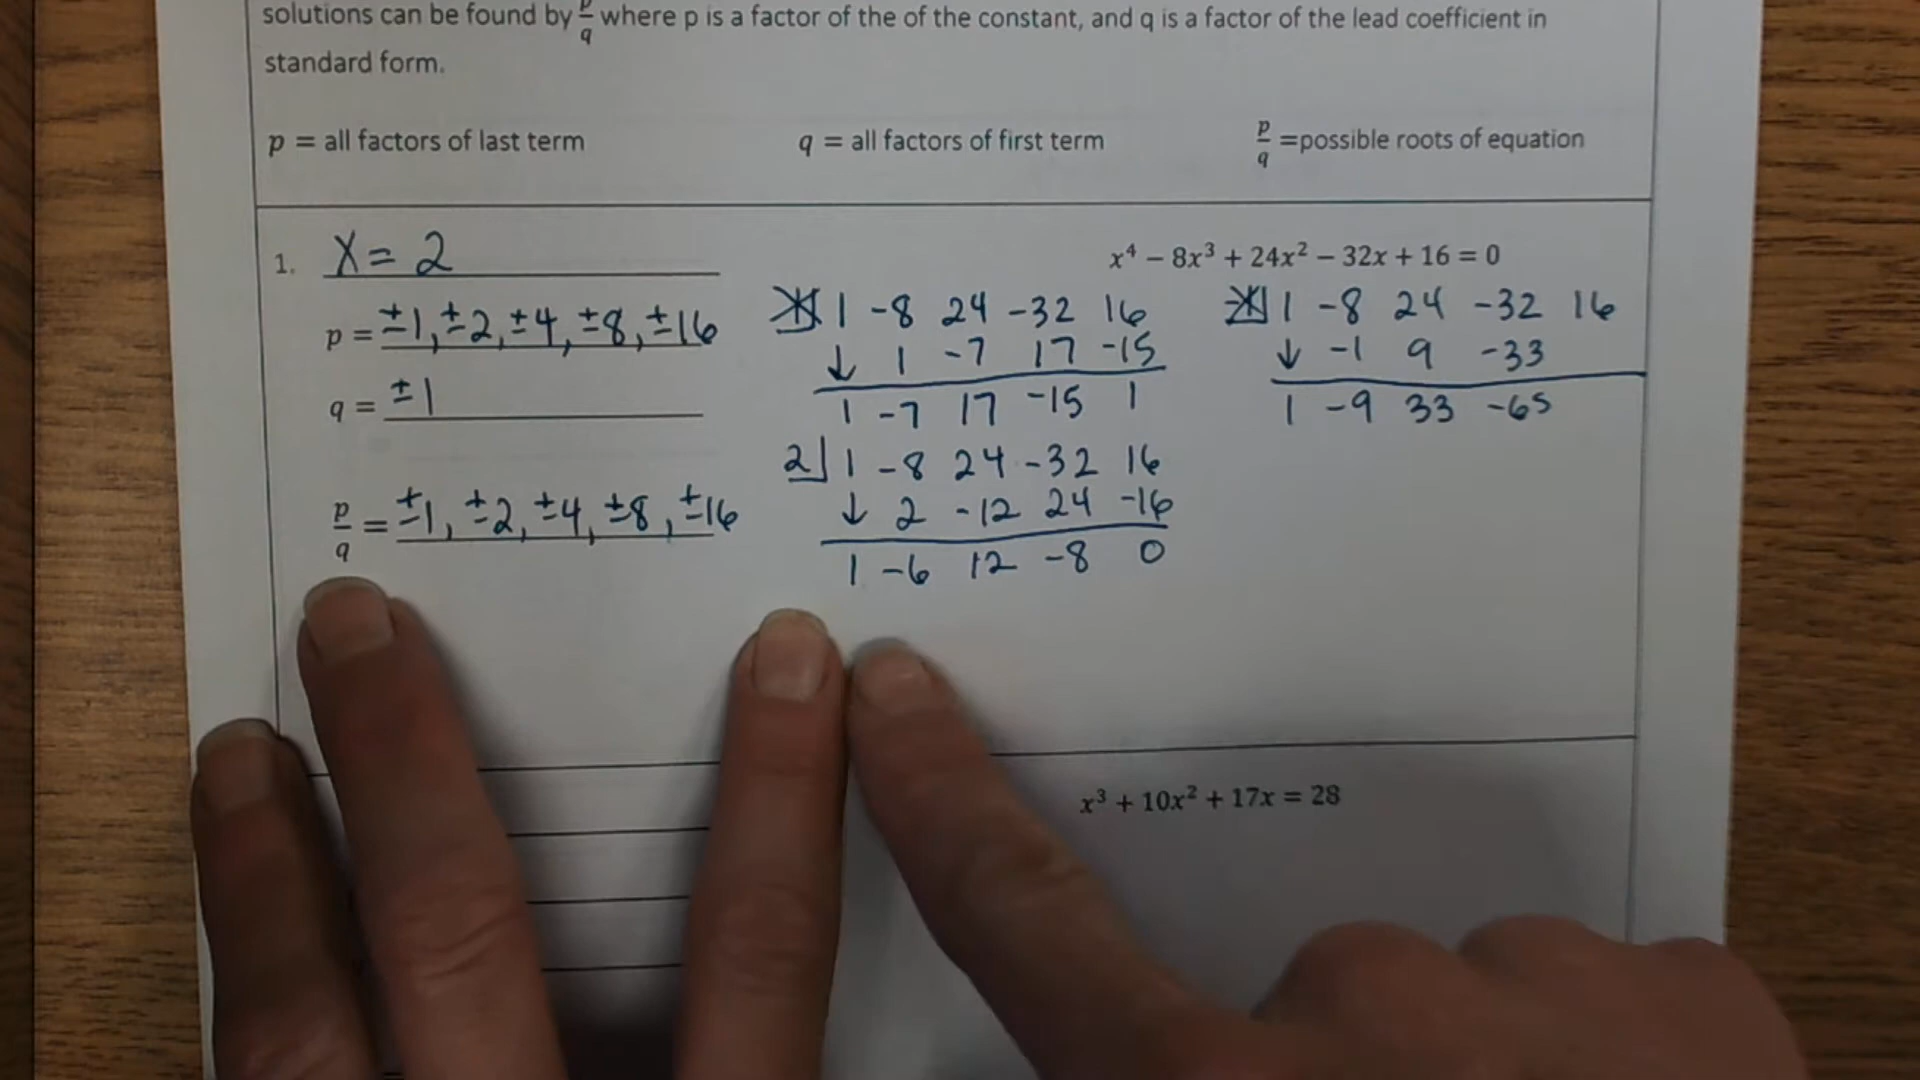 solutions can be found by p/q where p is a factor of the of the constant, and q is a factor of the lead coefficient in
standard form.
p = all factors of last term
q = all factors of first term
p/q =possible roots of equation
1. X = 2
p = ±1, ±2, ±4, ±8, ±16
q = ±1
p/q = ±1, ±2, ±4, ±8, ±16
x⁴ − 8x³ + 24x² − 32x + 16 = 0
1 -8 24 -32 16
↓ 1 -7 17 -15
1 -7 17 -15 1
2| 1 -8 24 -32 16
↓ 2 -12 24 -16
1 -6 12 -8 0
1 -8 24 -32 16
↓ -1 9 -33
1 -9 33 -65
x³ + 10x² + 17x = 28